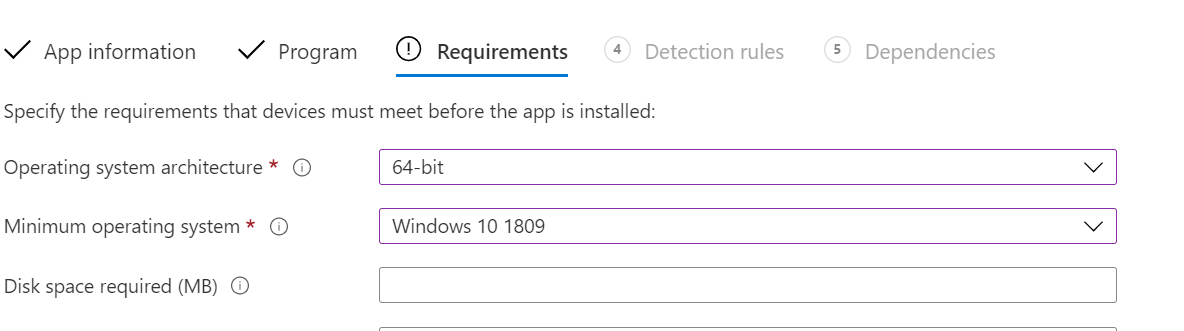 App information Program ! Requirements 4 Detection rules 5 Dependencies
Specify the requirements that devices must meet before the app is installed:
Operating system architecture * i 64-bit
Minimum operating system * i Windows 10 1809
Disk space required (MB) i